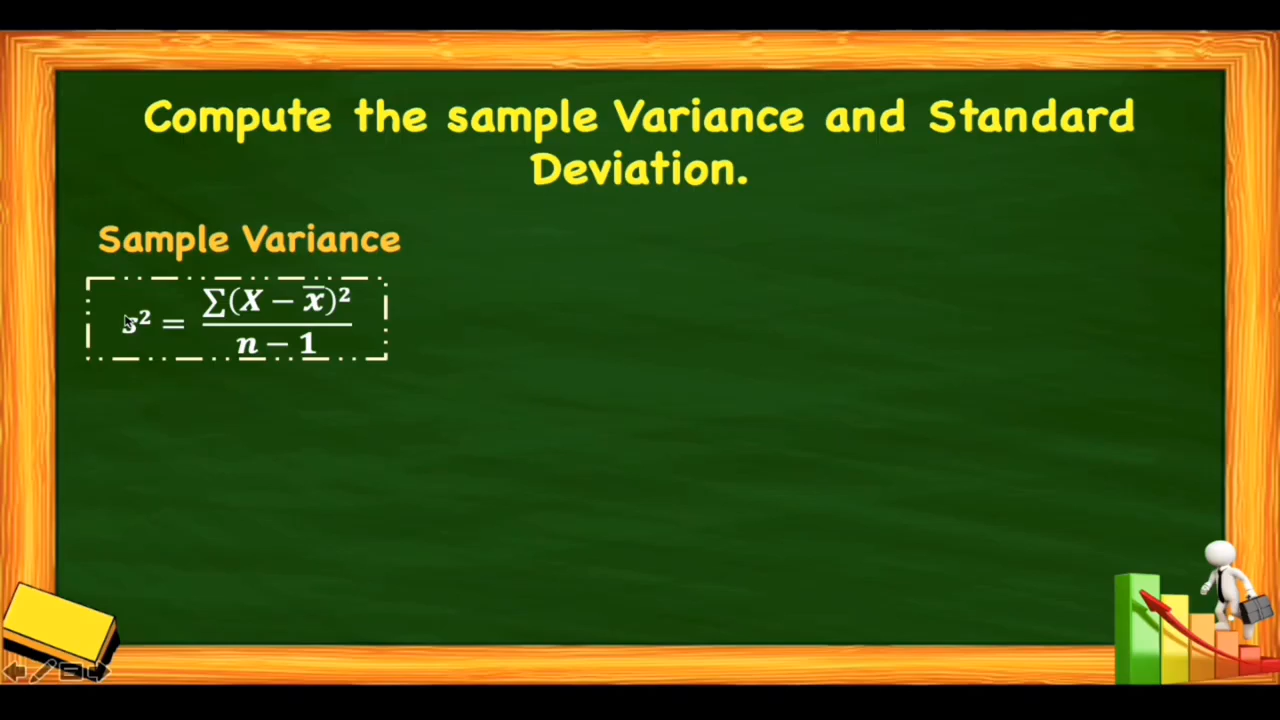 Compute the sample Variance and Standard
Deviation.
Sample Variance
s² = ∑(X − x̅)² / n − 1